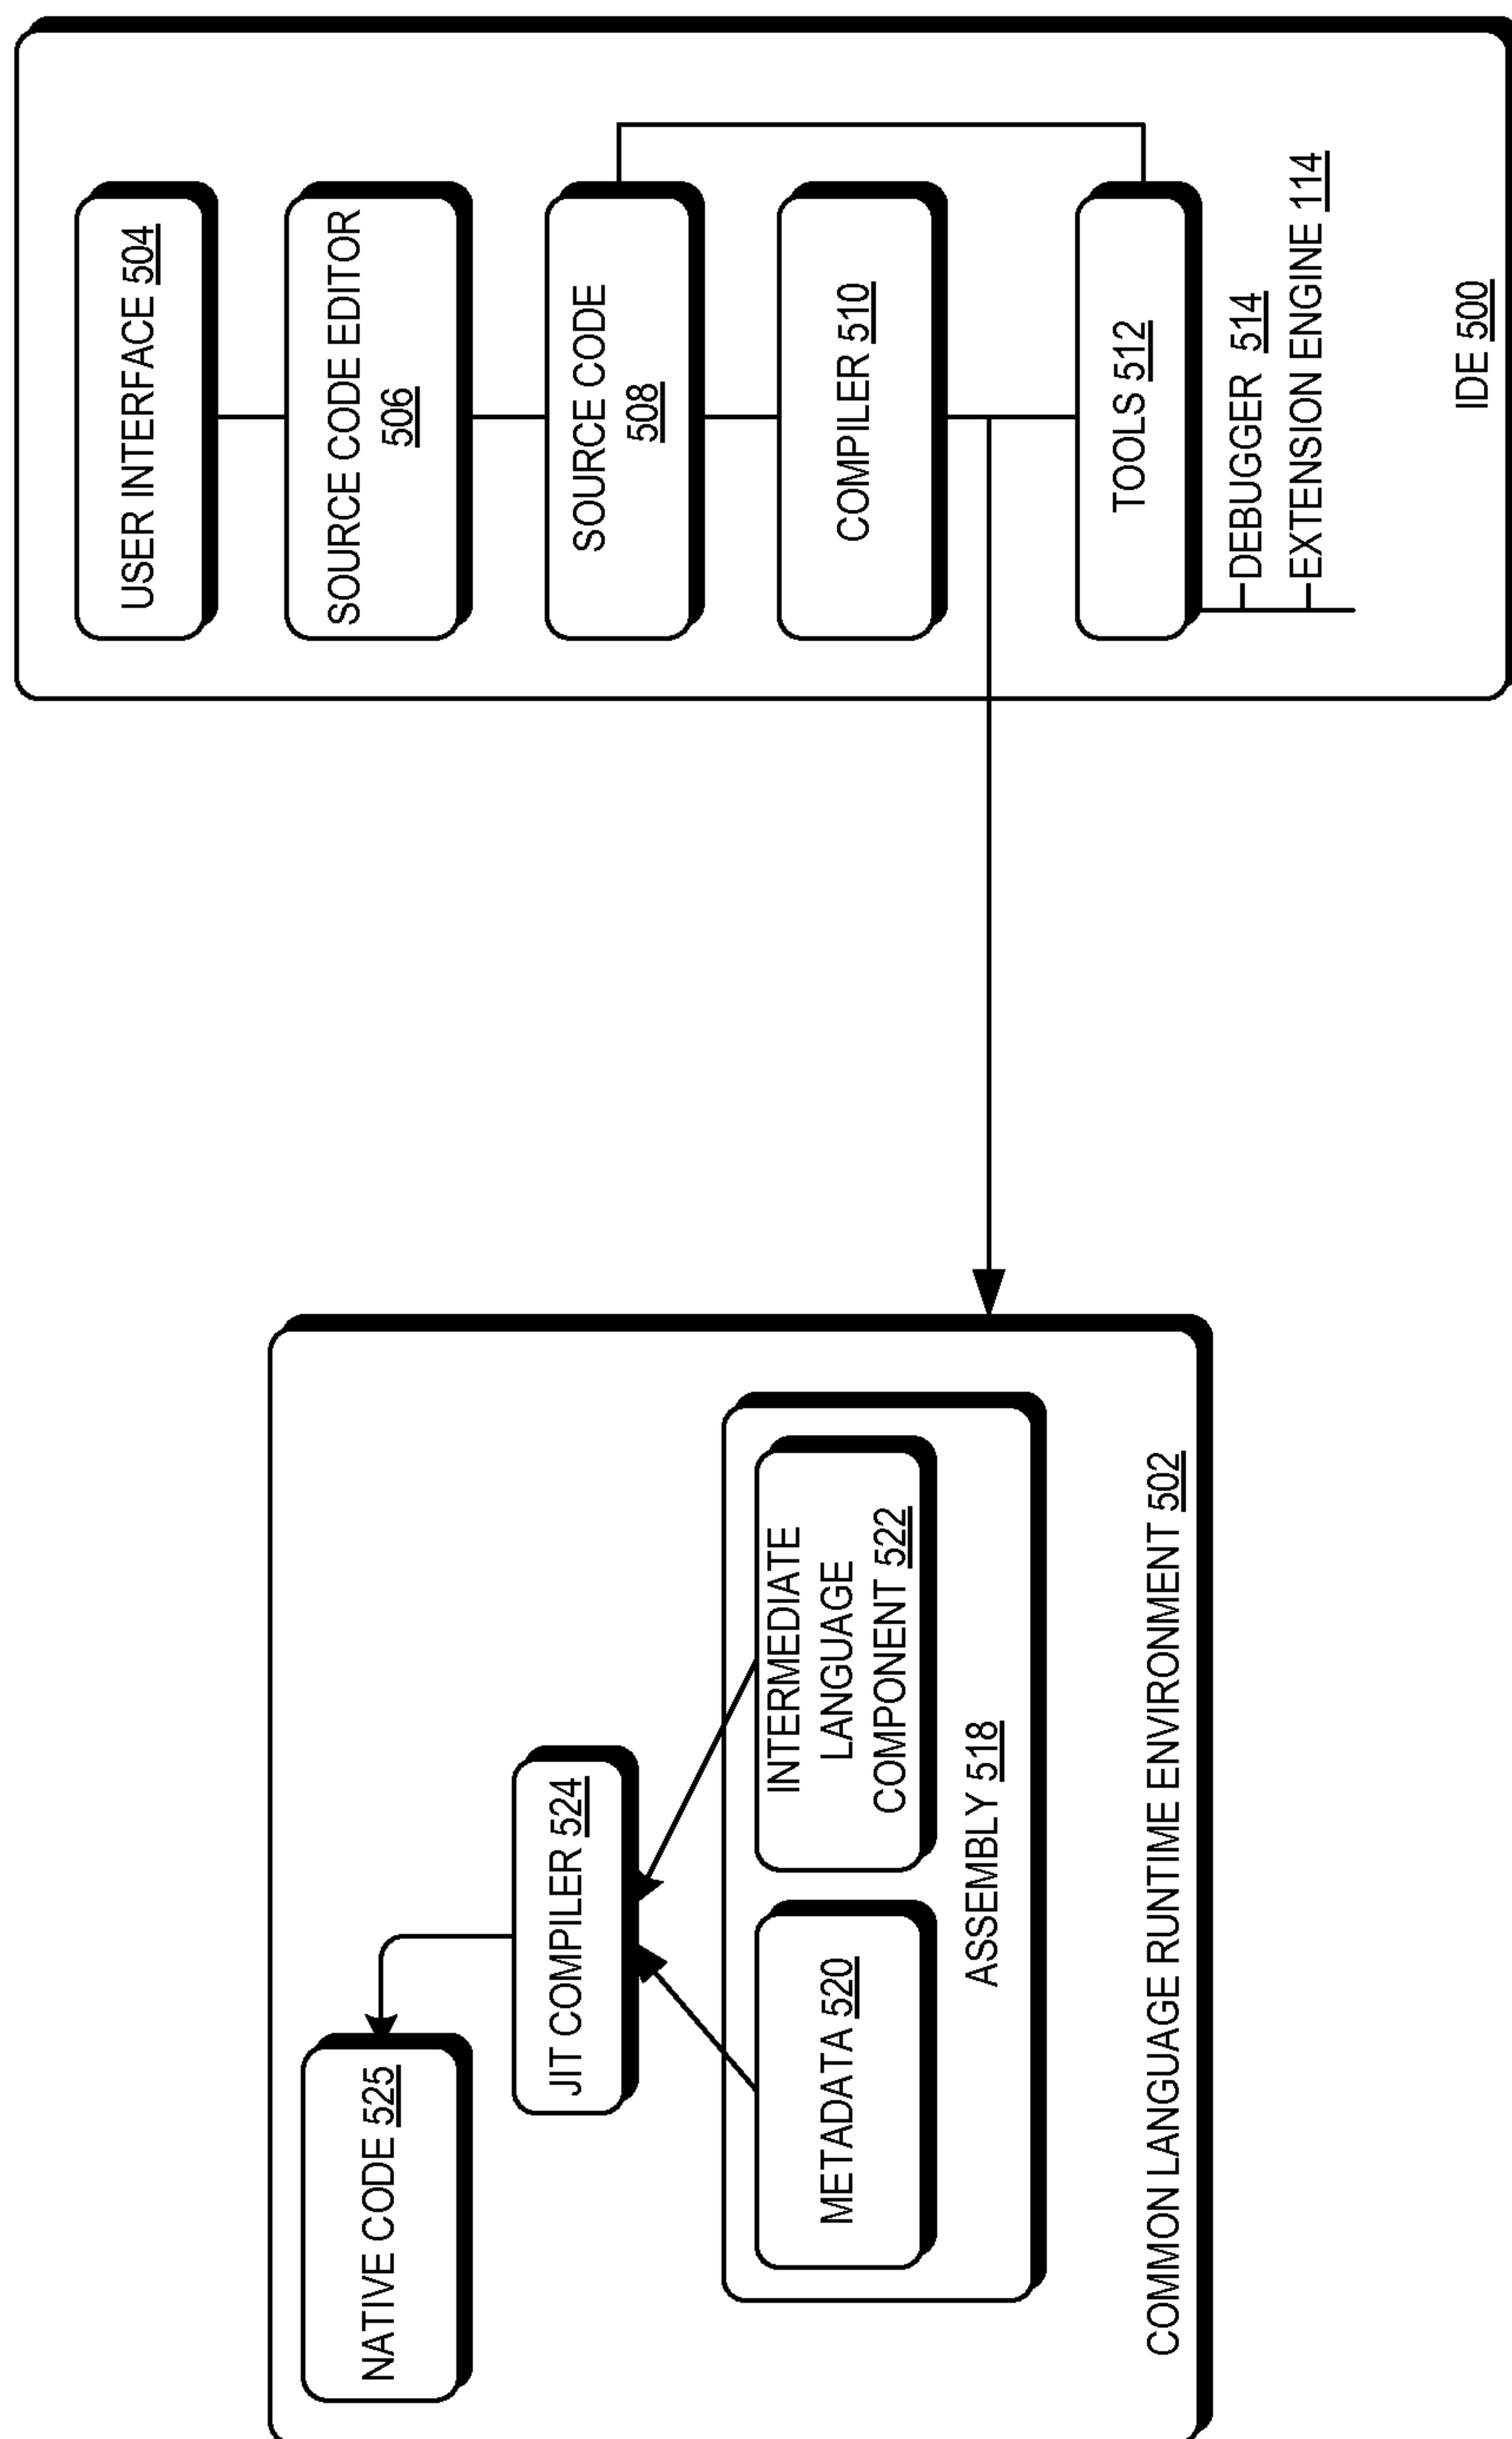 NATIVE CODE 525
JIT COMPILER 524
METADATA 520
INTERMEDIATE
LANGUAGE
COMPONENT 522
ASSEMBLY 518
COMMON LANGUAGE RUNTIME ENVIRONMENT 502
USER INTERFACE 504
SOURCE CODE EDITOR
506
SOURCE CODE
508
COMPILER 510
TOOLS 512
DEBUGGER 514
EXTENSION ENGINE 114
IDE 500